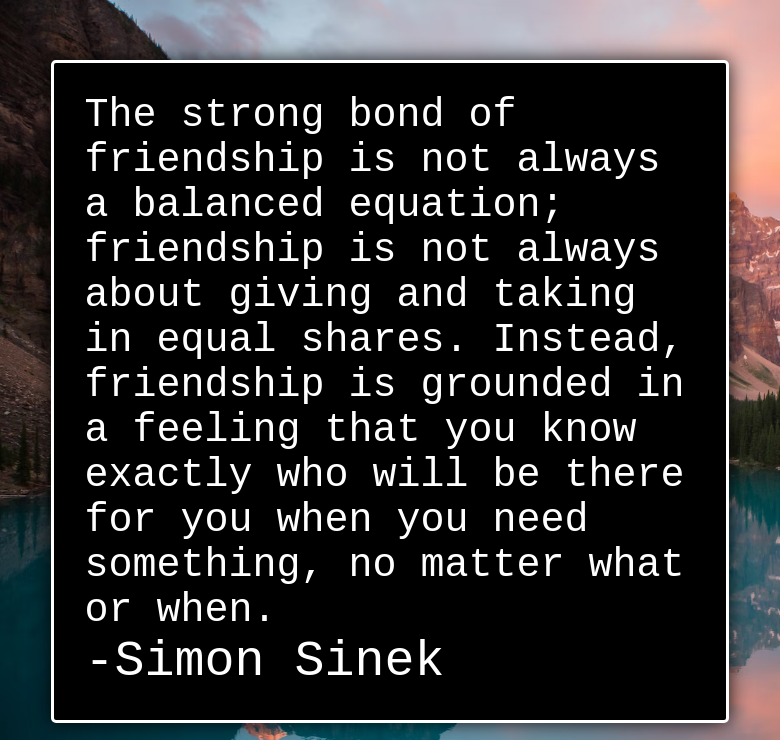 The strong bond of
friendship is not always
a balanced equation;
friendship is not always
about giving and taking
in equal shares. Instead,
friendship is grounded in
a feeling that you know
exactly who will be there
for you when you need
something, no matter what
or when.
-Simon Sinek